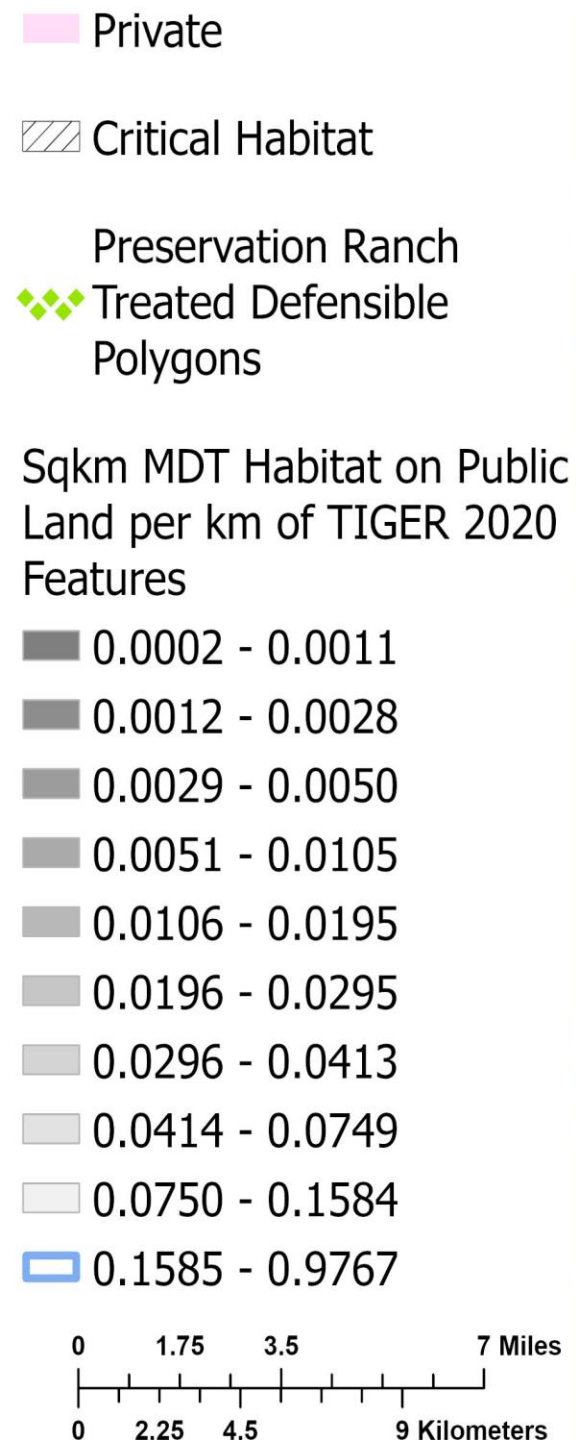 Private
Critical Habitat
Preservation Ranch
Treated Defensible
Polygons
Sqkm MDT Habitat on Public
Land per km of TIGER 2020
Features
0.0002 - 0.0011
0.0012 - 0.0028
0.0029 - 0.0050
0.0051 - 0.0105
0.0106 - 0.0195
0.0196 - 0.0295
0.0296 - 0.0413
0.0414 - 0.0749
0.0750 - 0.1584
0.1585 - 0.9767
0 1.75 3.5 7 Miles
0 2.25 4.5 9 Kilometers